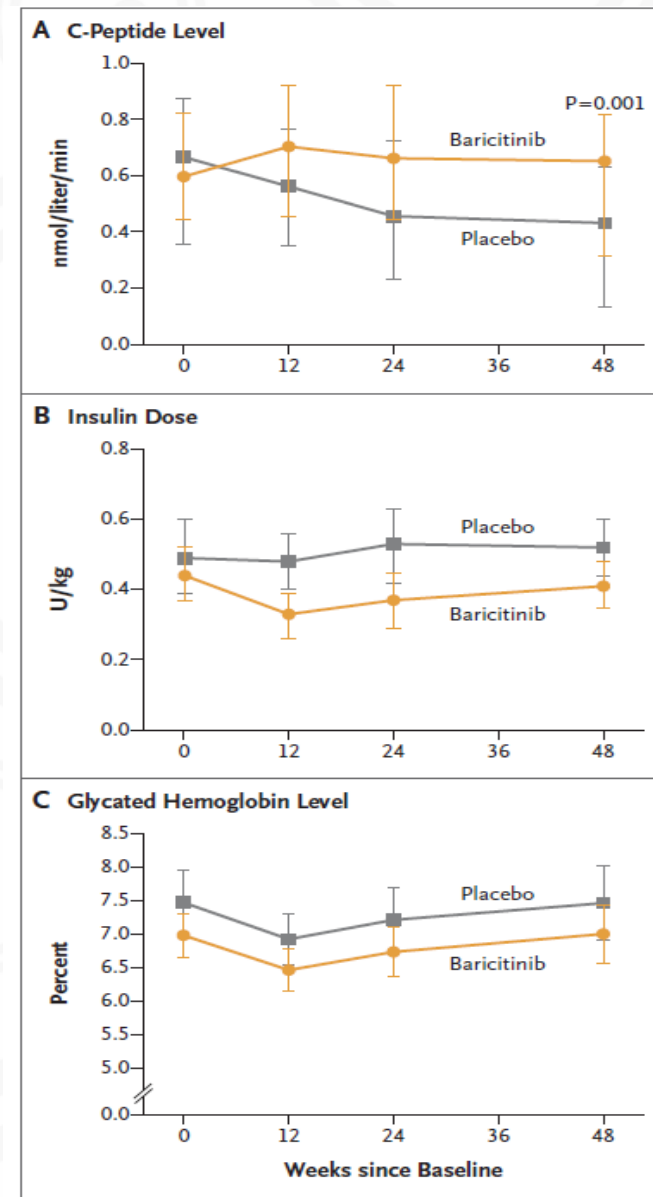 A C-Peptide Level
1.0
0.8
0.6
0.4
0.2
0.0
nmol/liter/min
P=0.001
Baricitinib
Placebo
0 12 24 36 48
B Insulin Dose
0.8
0.6
0.4
0.2
0.0
U/kg
Placebo
Baricitinib
0 12 24 36 48
C Glycated Hemoglobin Level
8.5
8.0
7.5
7.0
6.5
6.0
5.5
5.0
0.0
Percent
Placebo
Baricitinib
0 12 24 36 48
Weeks since Baseline